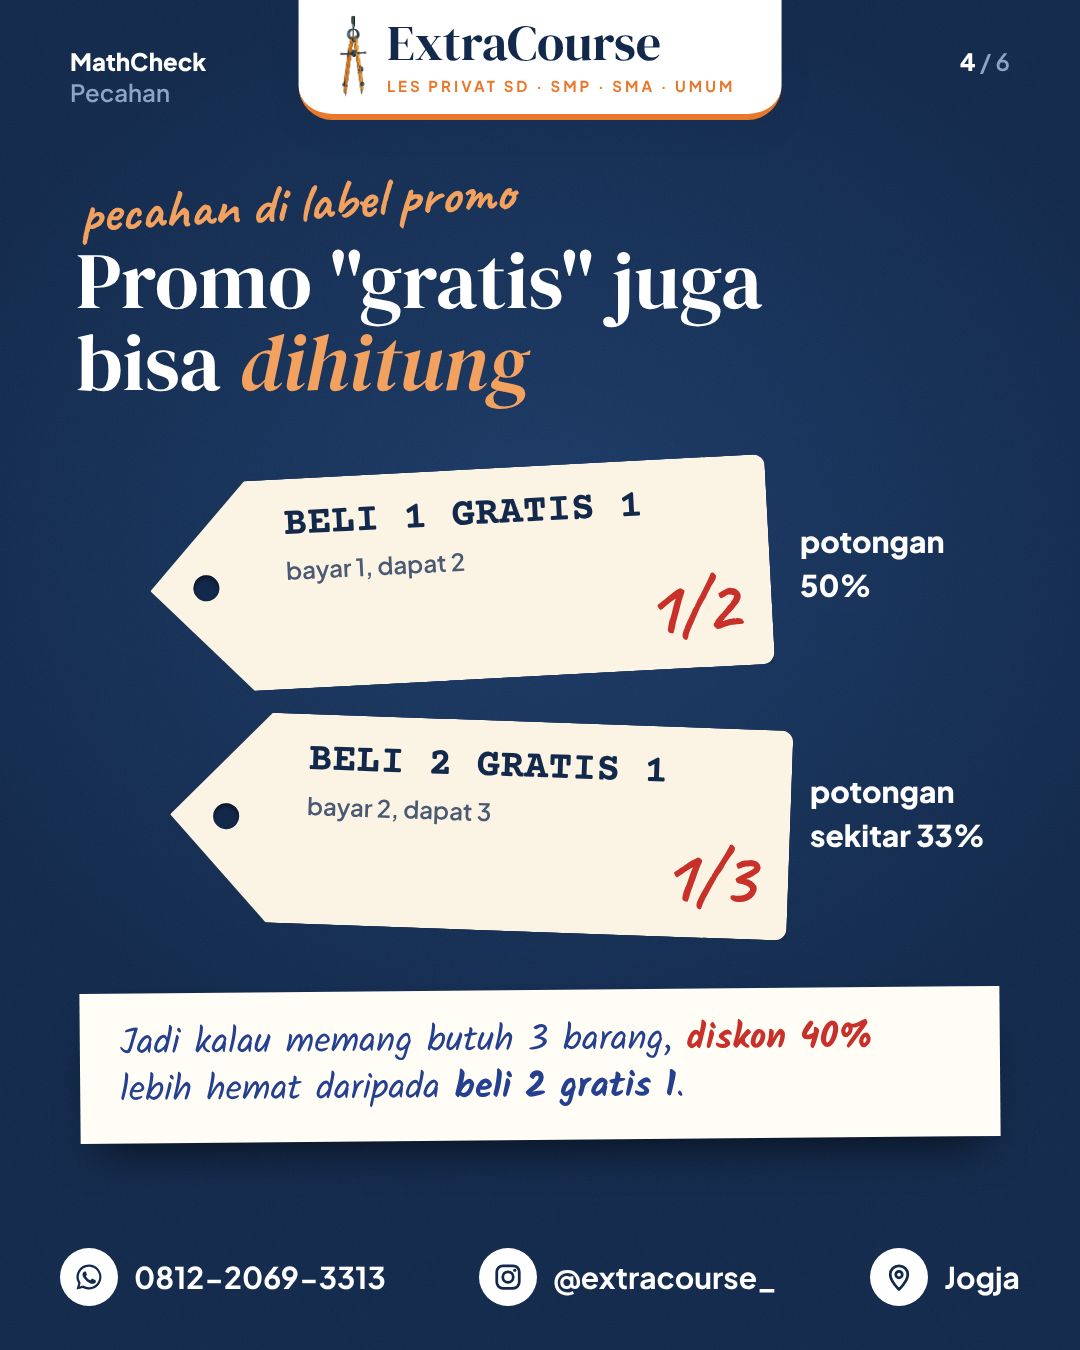 MathCheck
Pecahan
ExtraCourse
LES PRIVAT SD · SMP · SMA · UMUM
4 / 6
pecahan di label promo
Promo "gratis" juga
bisa dihitung
BELI 1 GRATIS 1
bayar 1, dapat 2
1/2
potongan
50%
BELI 2 GRATIS 1
bayar 2, dapat 3
1/3
potongan
sekitar 33%
Jadi kalau memang butuh 3 barang, diskon 40%
lebih hemat daripada beli 2 gratis 1.
0812-2069-3313
@extracourse_
Jogja